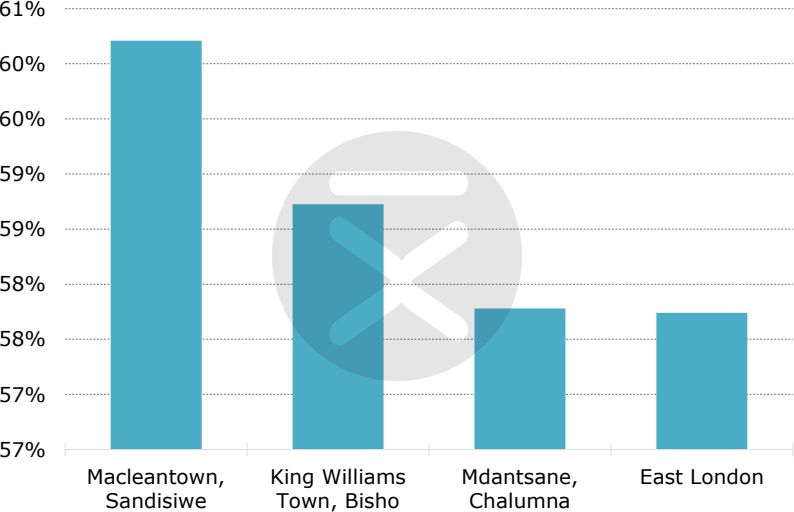 61%
60%
60%
59%
59%
58%
58%
57%
57%
Macleantown,
Sandisiwe
King Williams
Town, Bisho
Mdantsane,
Chalumna
East London